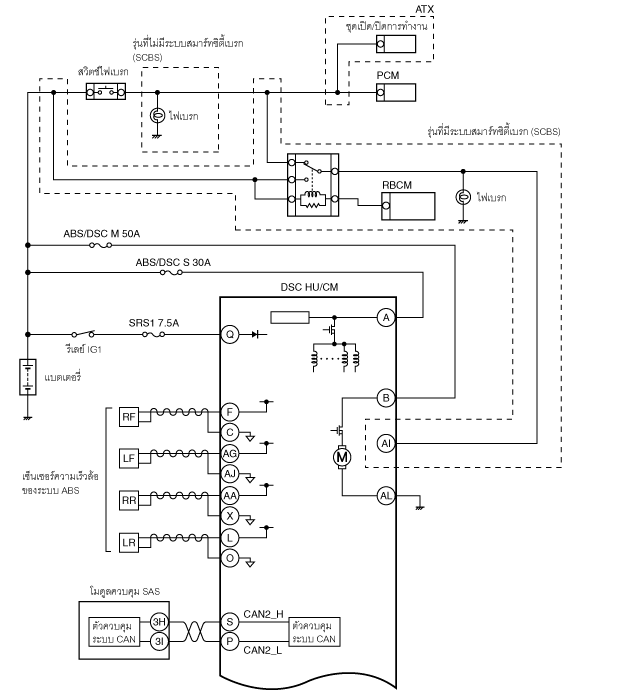 ATX
ชุดเปิด/ปิดการทำงาน
รุ่นที่ไม่มีระบบสมาร์ทซิตี้เบรก
(SCBS)
สวิตช์ไฟเบรก
PCM
ไฟเบรก
รุ่นที่มีระบบสมาร์ทซิตี้เบรก (SCBS)
RBCM
ไฟเบรก
ABS/DSC M 50A
ABS/DSC S 30A
DSC HU/CM
A
SRS1 7.5A
Q
รีเลย์ IG1
แบตเตอรี่
B
RF
F
C
M
AI
LF
AG
AJ
เซ็นเซอร์ความเร็วล้อ
ของระบบ ABS
RR
AA
X
AL
LR
L
O
โมดูลควบคุม SAS
ตัวควบคุม
ระบบ CAN
3H
3I
S
P
CAN2_H
CAN2_L
ตัวควบคุม
ระบบ CAN